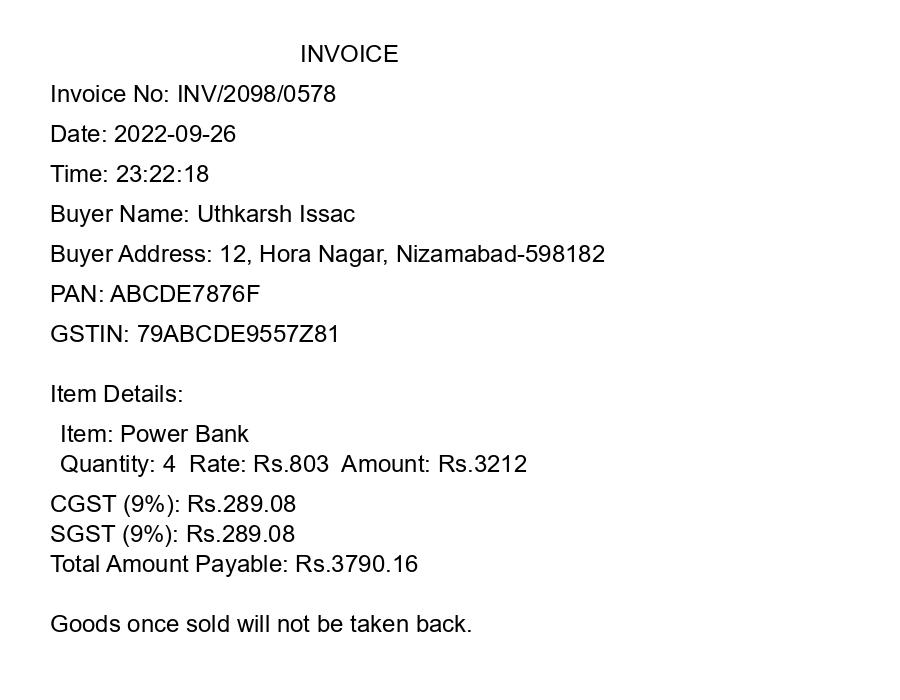 INVOICE
Invoice No: INV/2098/0578
Date: 2022-09-26
Time: 23:22:18
Buyer Name: Uthkarsh Issac
Buyer Address: 12, Hora Nagar, Nizamabad-598182
PAN: ABCDE7876F
GSTIN: 79ABCDE9557Z81
Item Details:
Item: Power Bank
Quantity: 4  Rate: Rs.803  Amount: Rs.3212
CGST (9%): Rs.289.08
SGST (9%): Rs.289.08
Total Amount Payable: Rs.3790.16
Goods once sold will not be taken back.